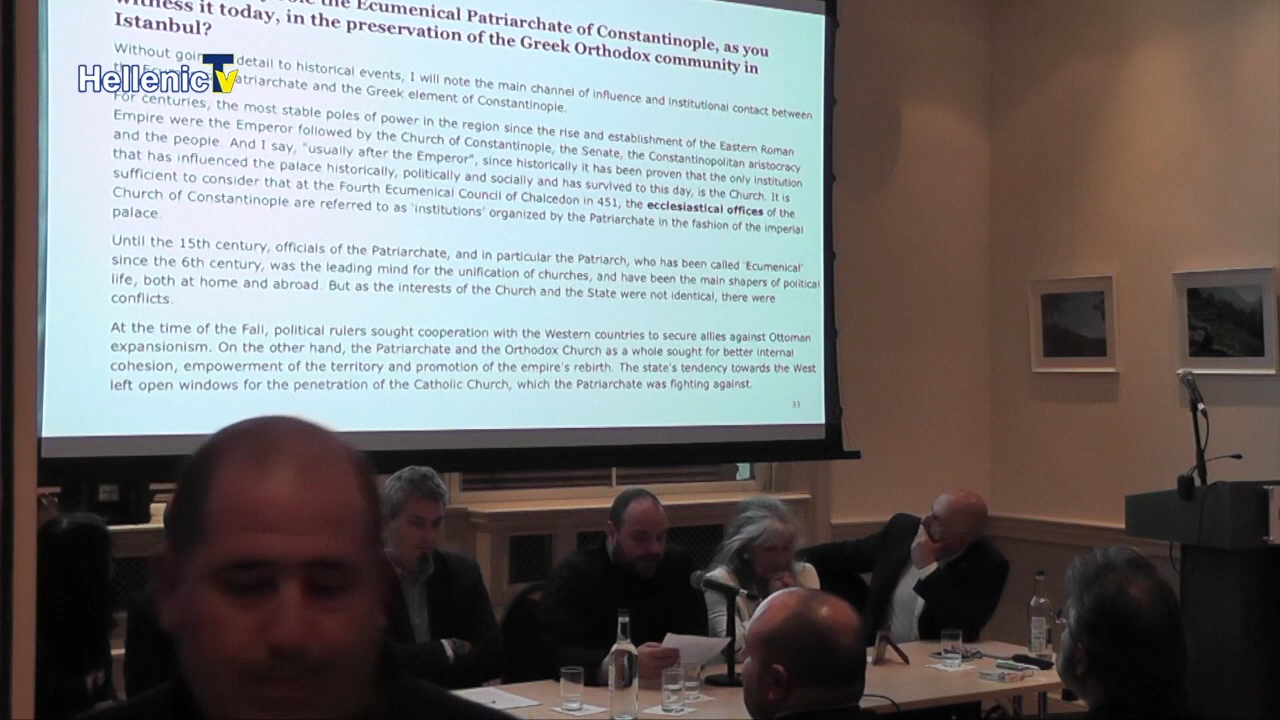 the Ecumenical Patriarchate of Constantinople, as you
witness it today, in the preservation of the Greek Orthodox community in
Istanbul?
Without detail to historical events, I will note the main channel of influence and institutional contact between
Patriarchate and the Greek element of Constantinople.
For centuries, the most stable poles of power in the region since the rise and establishment of the Eastern Roman
Empire were the Emperor followed by the Church of Constantinople, the Senate, the Constantinopolitan aristocracy
and the people. And I say, "usually after the Emperor", since historically it has been proven that the only institution
that has influenced the palace historically, politically and socially and has survived to this day, is the Church. It is
sufficient to consider that at the Fourth Ecumenical Council of Chalcedon in 451, the ecclesiastical offices of the
Church of Constantinople are referred to as 'institutions' organized by the Patriarchate in the fashion of the imperial
palace.
Until the 15th century, officials of the Patriarchate, and in particular the Patriarch, who has been called 'Ecumenical'
since the 6th century, was the leading mind for the unification of churches, and have been the main shapers of political
life, both at home and abroad. But as the interests of the Church and the State were not identical, there were
conflicts.
At the time of the Fall, political rulers sought cooperation with the Western countries to secure allies against Ottoman
expansionism. On the other hand, the Patriarchate and the Orthodox Church as a whole sought for better internal
cohesion, empowerment of the territory and promotion of the empire's rebirth. The state's tendency towards the West
left open windows for the penetration of the Catholic Church, which the Patriarchate was fighting against.
33
Hellenic Tv